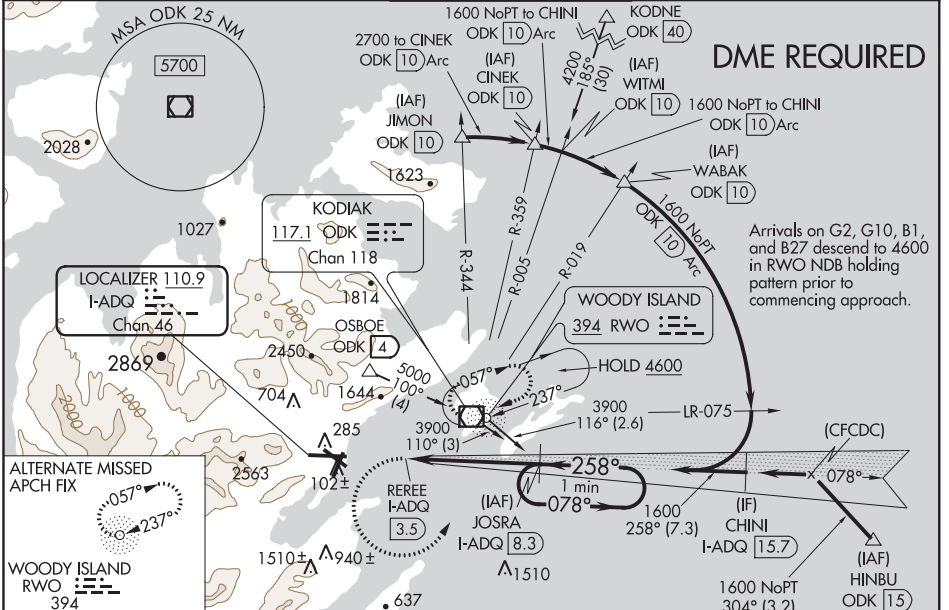 MSA ODK 25 NM
5700
2028
1623
1027
1600 NoPT to CHINI
ODK 10 Arc
KODNE
ODK 40
2700 to CINEK
ODK 10 Arc
(IAF)
CINEK
ODK 10
4200
185°
(30)
(IAF)
WITMI
ODK 10
DME REQUIRED
(IAF)
JIMON
ODK 10
1600 NoPT to CHINI
ODK 10 Arc
(IAF)
WABAK
ODK 10
KODIAK
117.1 ODK
Chan 118
R-344
R-359
R-005
R-019
1600 NoPT
ODK 10 Arc
Arrivals on G2, G10, B1,
and B27 descend to 4600
in RWO NDB holding
pattern prior to
commencing approach.
LOCALIZER 110.9
I-ADQ
Chan 46
1814
2869
1000
2450
OSBOE
ODK 4
WOODY ISLAND
394 RWO
5000
100°
(4)
057°
237°
HOLD 4600
704
1644
2000
1000
3900
110° (3)
3900
116° (2.6)
LR-075
285
2563
102±
(CFCDC)
258°
1 min
078°
078°
ALTERNATE MISSED
APCH FIX
057°
237°
WOODY ISLAND
RWO
394
REREE
I-ADQ
3.5
(IAF)
JOSRA
I-ADQ 8.3
1600
258° (7.3)
(IF)
CHINI
I-ADQ 15.7
1510±
940±
1510
637
1600 NoPT
304° (3.2)
(IAF)
HINBU
ODK 15